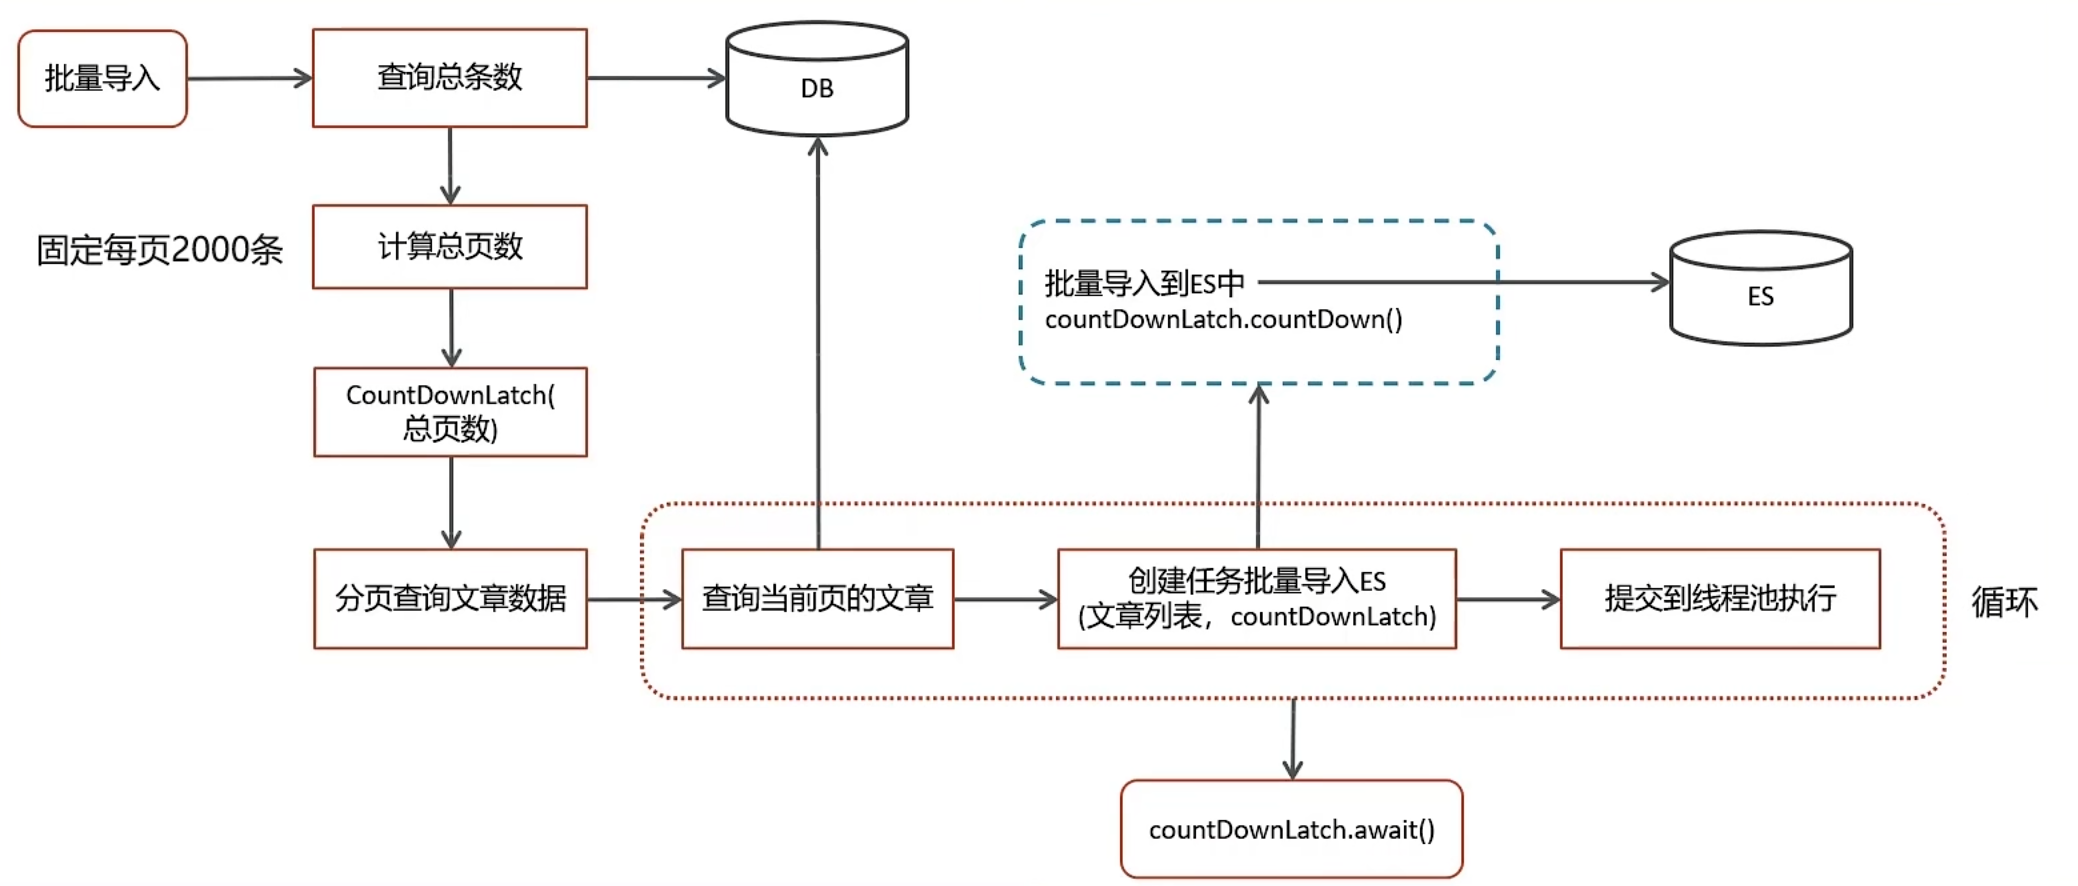 批量导入
查询总条数
DB
固定每页2000条
计算总页数
批量导入到ES中
countDownLatch.countDown()
ES
CountDownLatch(
总页数)
分页查询文章数据
查询当前页的文章
创建任务批量导入ES
(文章列表，countDownLatch)
提交到线程池执行
循环
countDownLatch.await()